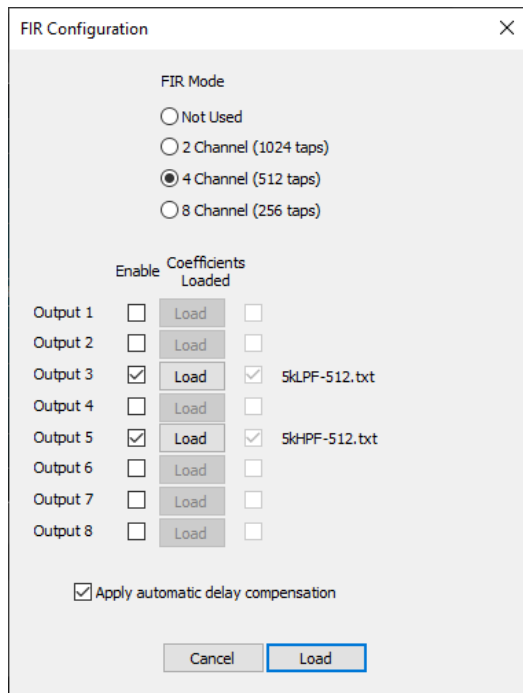 FIR Configuration
FIR Mode
Not Used
2 Channel (1024 taps)
4 Channel (512 taps)
8 Channel (256 taps)
Enable Coefficients
Loaded
Output 1 Load
Output 2 Load
Output 3 Load 5kLPF-512.txt
Output 4 Load
Output 5 Load 5kHPF-512.txt
Output 6 Load
Output 7 Load
Output 8 Load
Apply automatic delay compensation
Cancel Load